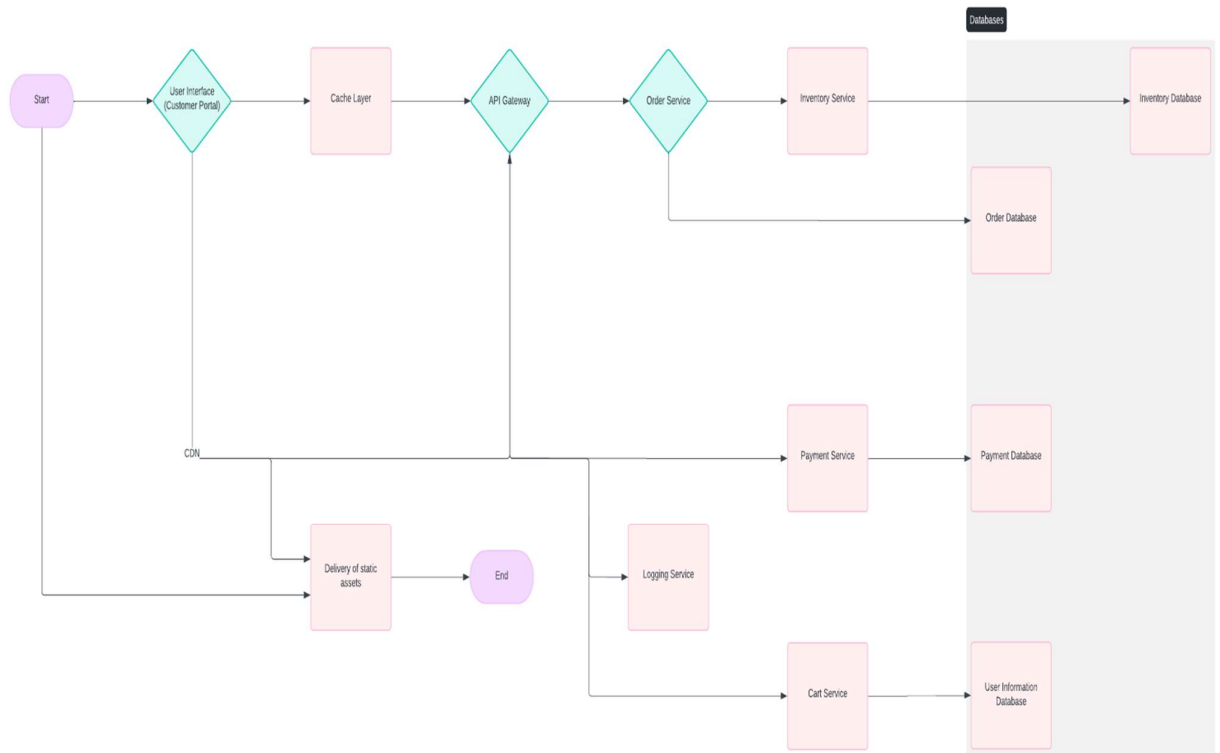 Databases
Start
User Interface
(Customer Portal)
Cache Layer
API Gateway
Order Service
Inventory Service
Inventory Database
Order Database
CDN
Payment Service
Payment Database
Delivery of static
assets
End
Logging Service
Cart Service
User Information
Database